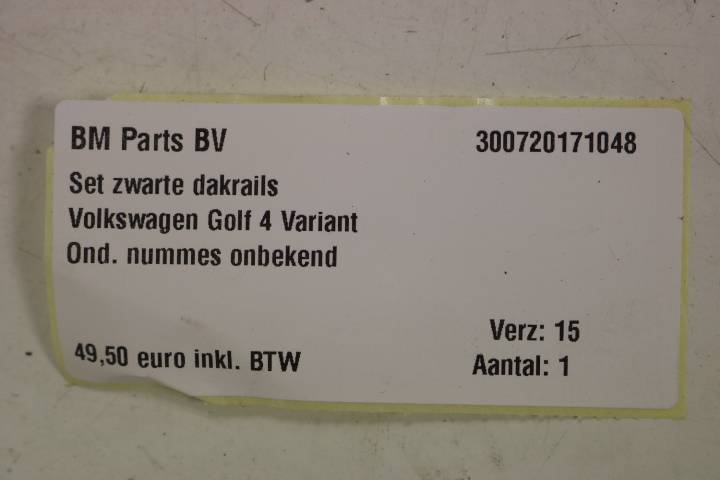 BM Parts BV 300720171048
Set zwarte dakrails
Volkswagen Golf 4 Variant
Ond. nummes onbekend
Verz: 15
49,50 euro inkl. BTW Aantal: 1